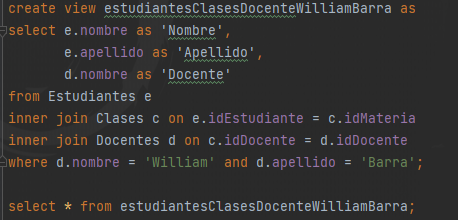 create view estudiantesClasesDocenteWilliamBarra as
select e.nombre as 'Nombre',
e.apellido as 'Apellido',
d.nombre as 'Docente'
from Estudiantes e
inner join Clases c on e.idEstudiante = c.idMateria
inner join Docentes d on c.idDocente = d.idDocente
where d.nombre = 'William' and d.apellido = 'Barra';
select * from estudiantesClasesDocenteWilliamBarra;